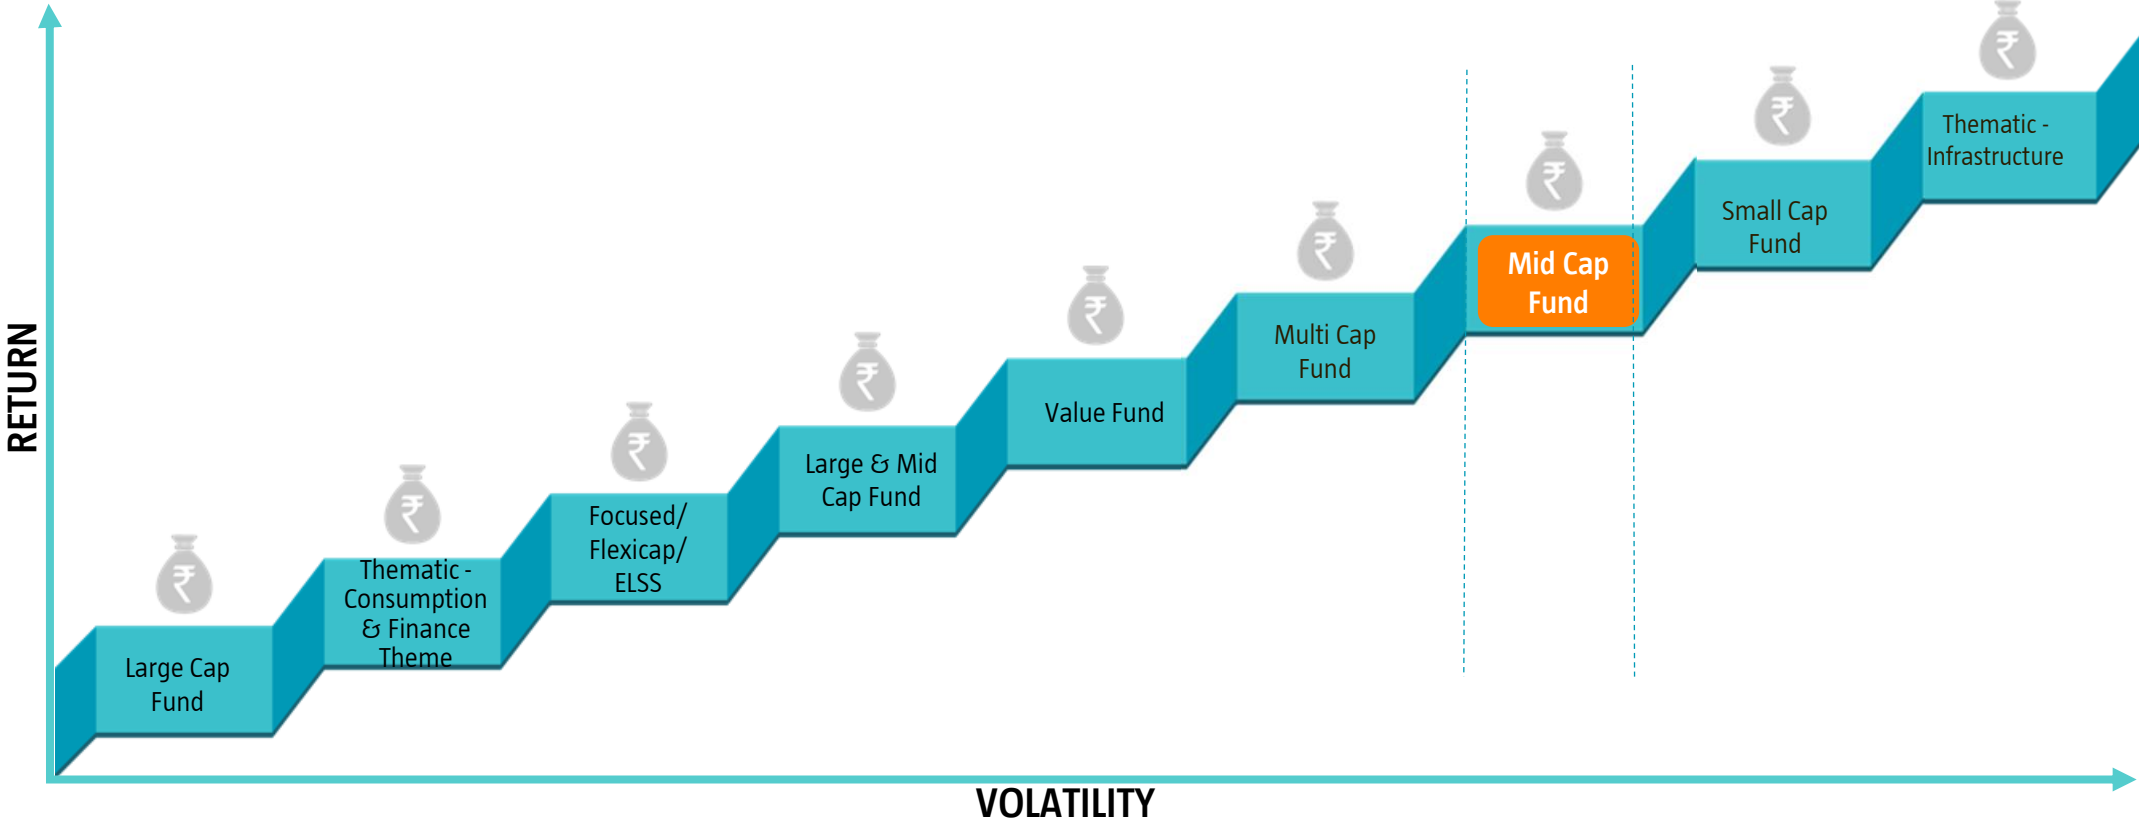 RETURN
₹
Large Cap
Fund
₹
Thematic -
Consumption
& Finance
Theme
₹
Focused/
Flexicap/
ELSS
₹
Large & Mid
Cap Fund
₹
Value Fund
₹
Multi Cap
Fund
₹
Mid Cap
Fund
₹
Small Cap
Fund
₹
Thematic -
Infrastructure
VOLATILITY